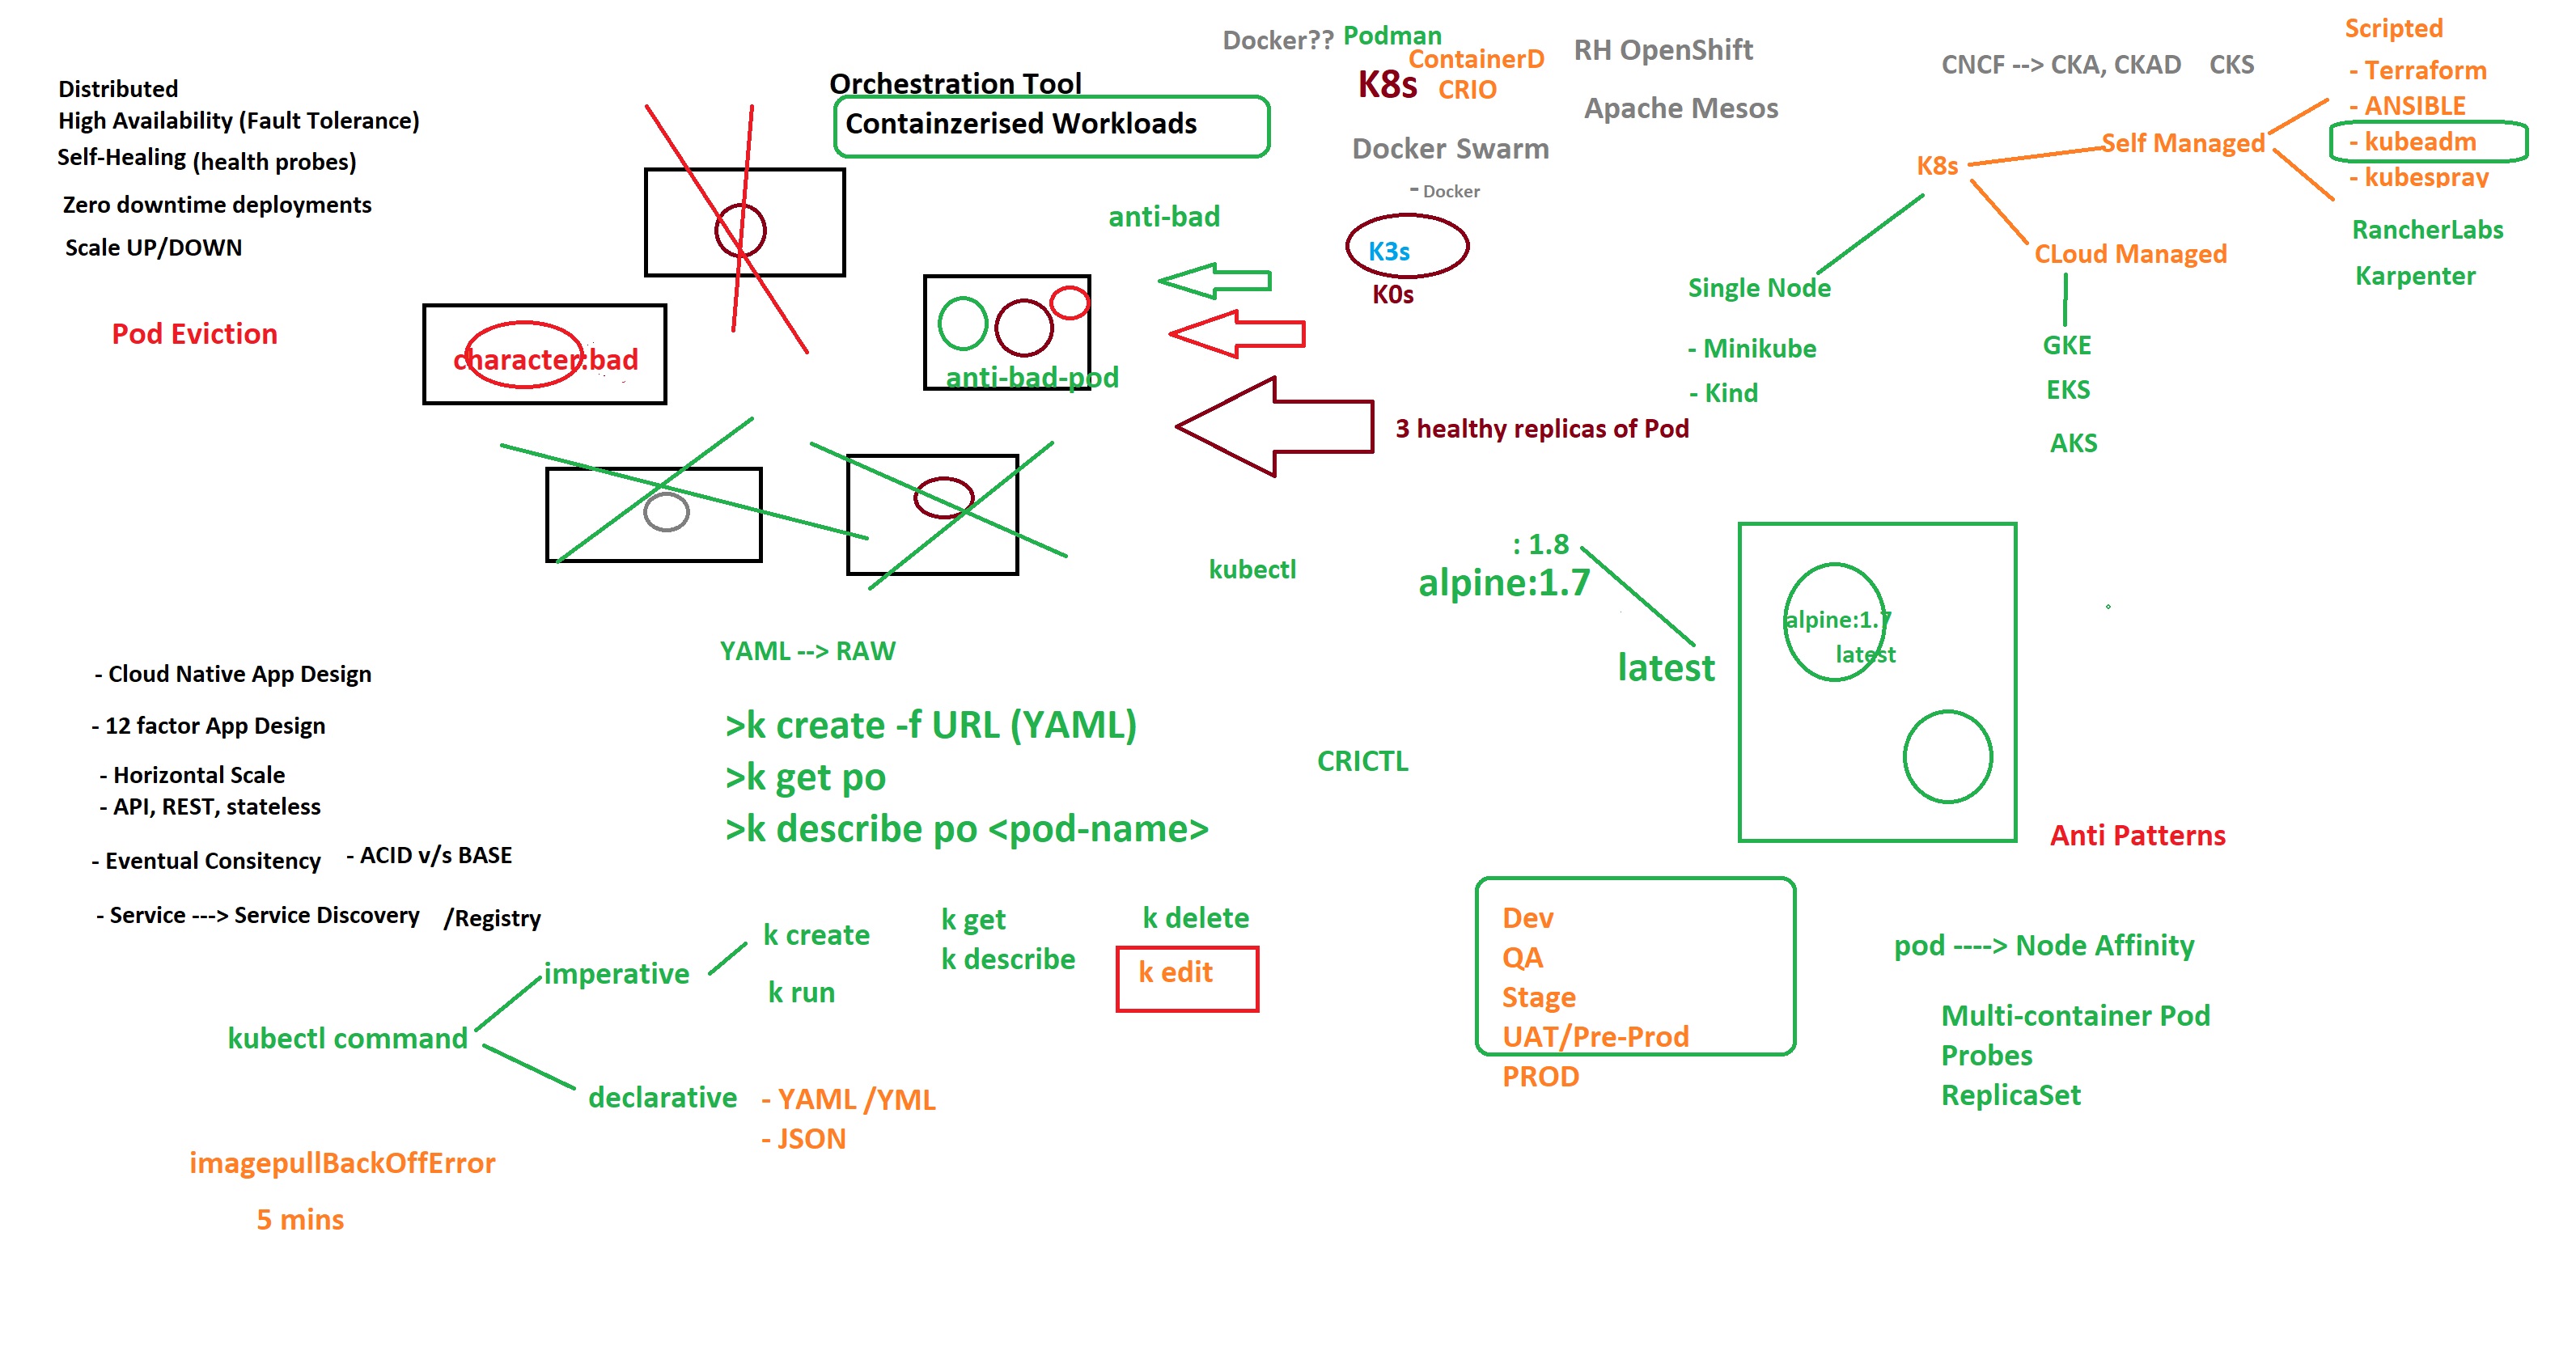 Distributed
High Availability (Fault Tolerance)
Self-Healing (health probes)
Zero downtime deployments
Scale UP/DOWN
Pod Eviction
Orchestration Tool
Containzerised Workloads
Docker??
Podman
ContainerD
K8s
CRIO
RH OpenShift
Apache Mesos
Docker Swarm
- Docker
K3s
K0s
anti-bad
character:bad
anti-bad-pod
3 healthy replicas of Pod
CNCF --> CKA, CKAD CKS
K8s
Self Managed
CLoud Managed
Single Node
- Minikube
- Kind
GKE
EKS
AKS
Scripted
- Terraform
- ANSIBLE
- kubeadm
- kubespray
RancherLabs
Karpenter
kubectl
: 1.8
alpine:1.7
latest
alpine:1.7
latest
YAML --> RAW
>k create -f URL (YAML)
>k get po
>k describe po <pod-name>
CRICTL
- Cloud Native App Design
- 12 factor App Design
- Horizontal Scale
- API, REST, stateless
- Eventual Consitency - ACID v/s BASE
- Service ---> Service Discovery /Registry
kubectl command
imperative
k create
k run
k get
k describe
k delete
k edit
declarative
- YAML /YML
- JSON
imagepullBackOffError
5 mins
Dev
QA
Stage
UAT/Pre-Prod
PROD
Anti Patterns
pod ----> Node Affinity
Multi-container Pod
Probes
ReplicaSet